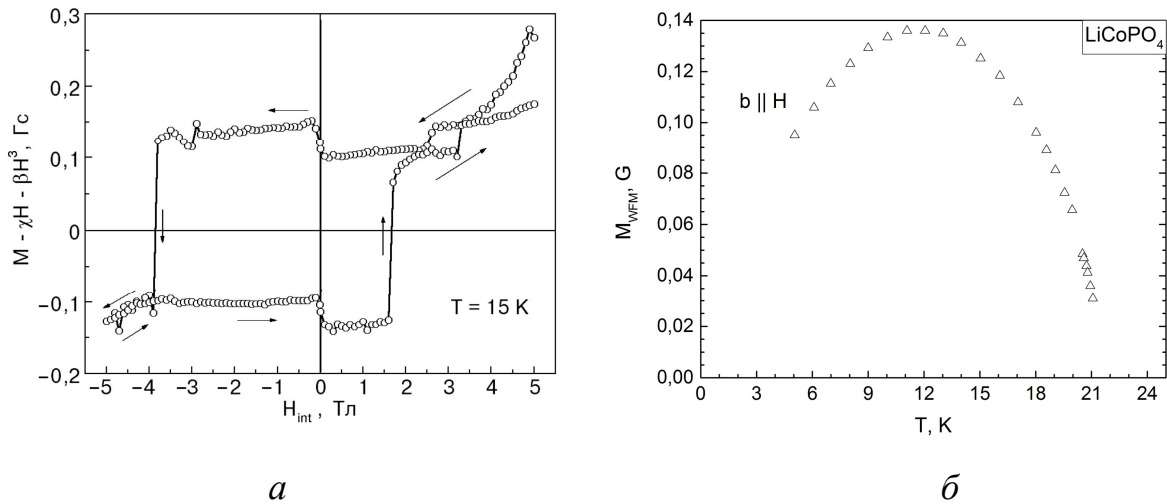 0,3
0,2
0,1
0
−0,1
−0,2
M - χH - βH³, Гс
−5 −4 −3 −2 −1 0 1 2 3 4 5
H_int , Тл
T = 15 K
а
0,14
0,12
0,10
0,08
0,06
0,04
0,02
0,00
M_WFM, G
LiCoPO₄
b || H
0 3 6 9 12 15 18 21 24
T, K
б